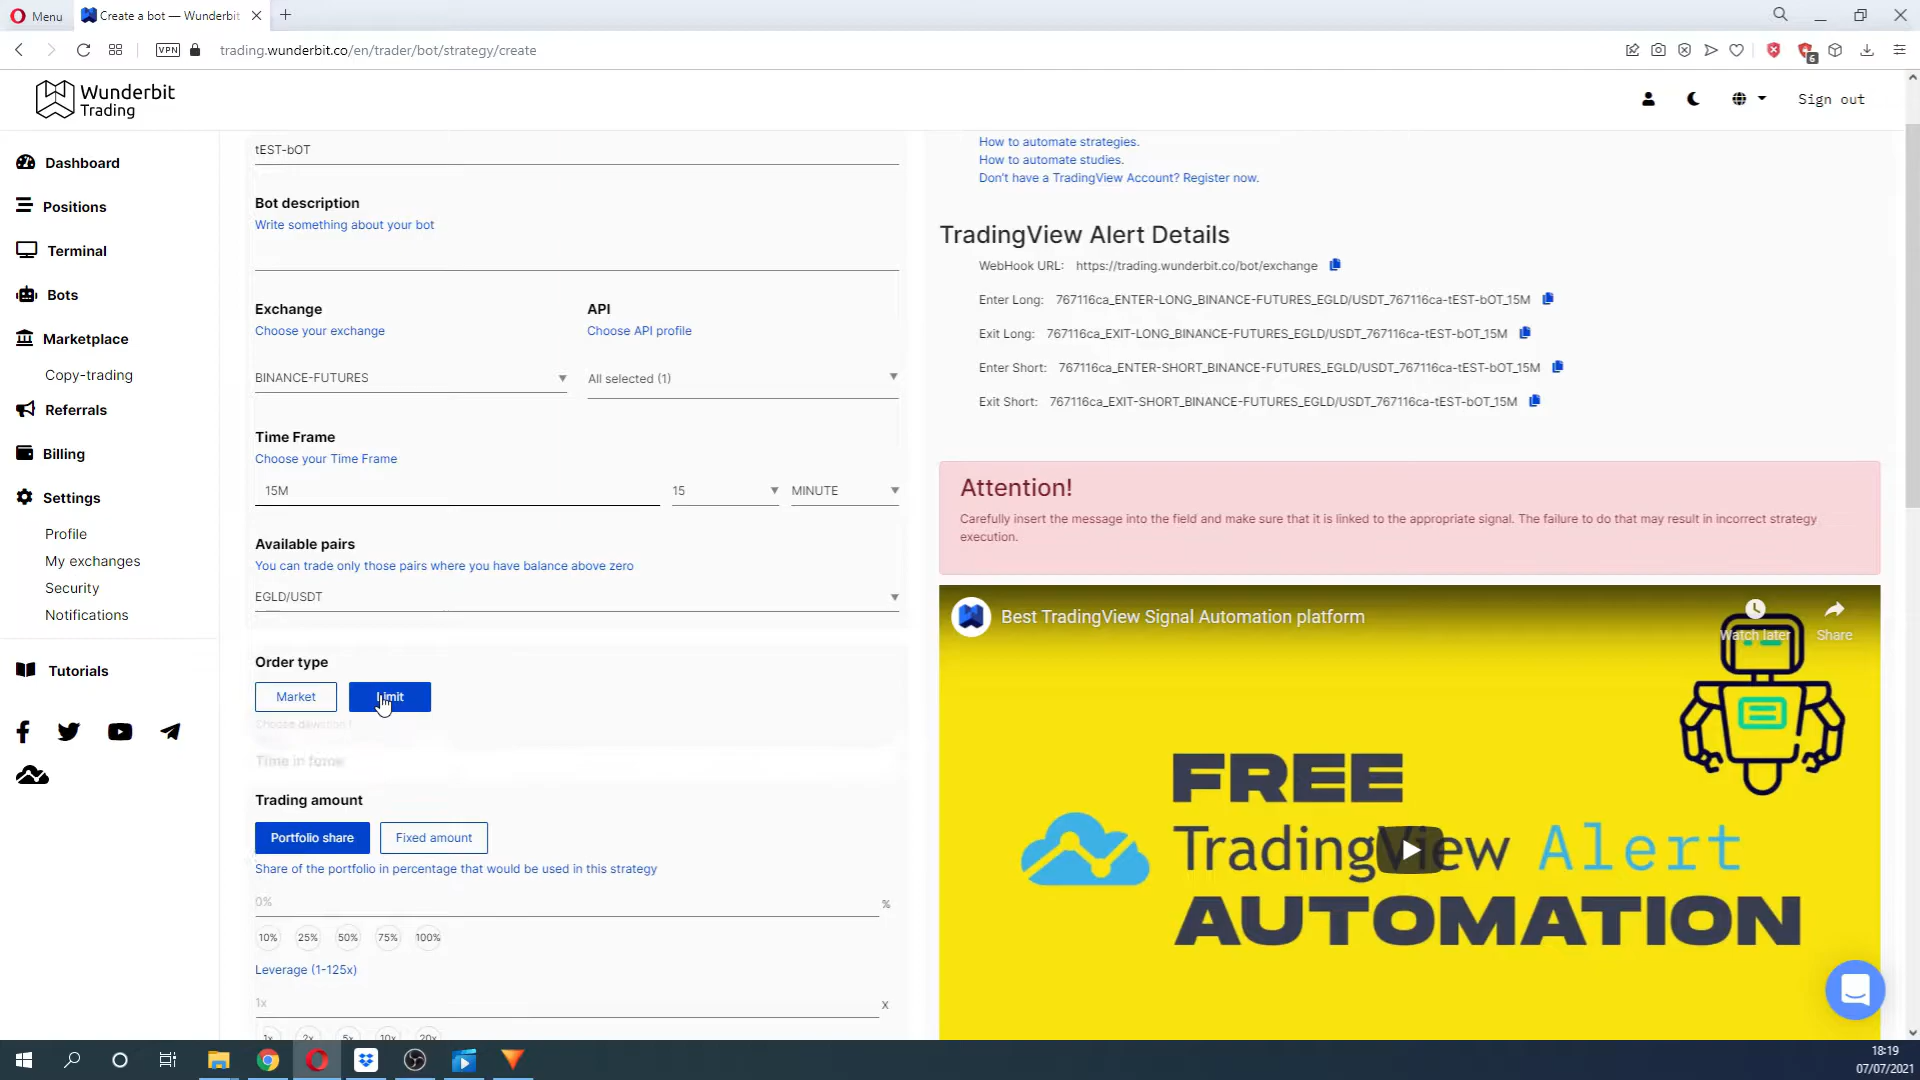 Menu
Create a bot — Wunderbit
VPN
trading.wunderbit.co/en/trader/bot/strategy/create
6
Wunderbit
Trading
Sign out
Dashboard
Positions
Terminal
Bots
Marketplace
Copy-trading
Referrals
Billing
Settings
Profile
My exchanges
Security
Notifications
Tutorials
tEST-bOT
Bot description
Write something about your bot
Exchange
Choose your exchange
API
Choose API profile
BINANCE-FUTURES
All selected (1)
Time Frame
Choose your Time Frame
15M
15
MINUTE
Available pairs
You can trade only those pairs where you have balance above zero
EGLD/USDT
Order type
Market
Limit
Time in force
Trading amount
Portfolio share
Fixed amount
Share of the portfolio in percentage that would be used in this strategy
0%
%
10%
25%
50%
75%
100%
Leverage (1-125x)
1x
x
1x
2x
5x
10x
20x
How to automate strategies.
How to automate studies.
Don't have a TradingView Account? Register now.
TradingView Alert Details
WebHook URL: https://trading.wunderbit.co/bot/exchange
Enter Long: 767116ca_ENTER-LONG_BINANCE-FUTURES_EGLD/USDT_767116ca-tEST-bOT_15M
Exit Long: 767116ca_EXIT-LONG_BINANCE-FUTURES_EGLD/USDT_767116ca-tEST-bOT_15M
Enter Short: 767116ca_ENTER-SHORT_BINANCE-FUTURES_EGLD/USDT_767116ca-tEST-bOT_15M
Exit Short: 767116ca_EXIT-SHORT_BINANCE-FUTURES_EGLD/USDT_767116ca-tEST-bOT_15M
Attention!
Carefully insert the message into the field and make sure that it is linked to the appropriate signal. The failure to do that may result in incorrect strategy
execution.
Best TradingView Signal Automation platform
Watch later
Share
FREE
TradingView Alert
AUTOMATION
18:19
07/07/2021